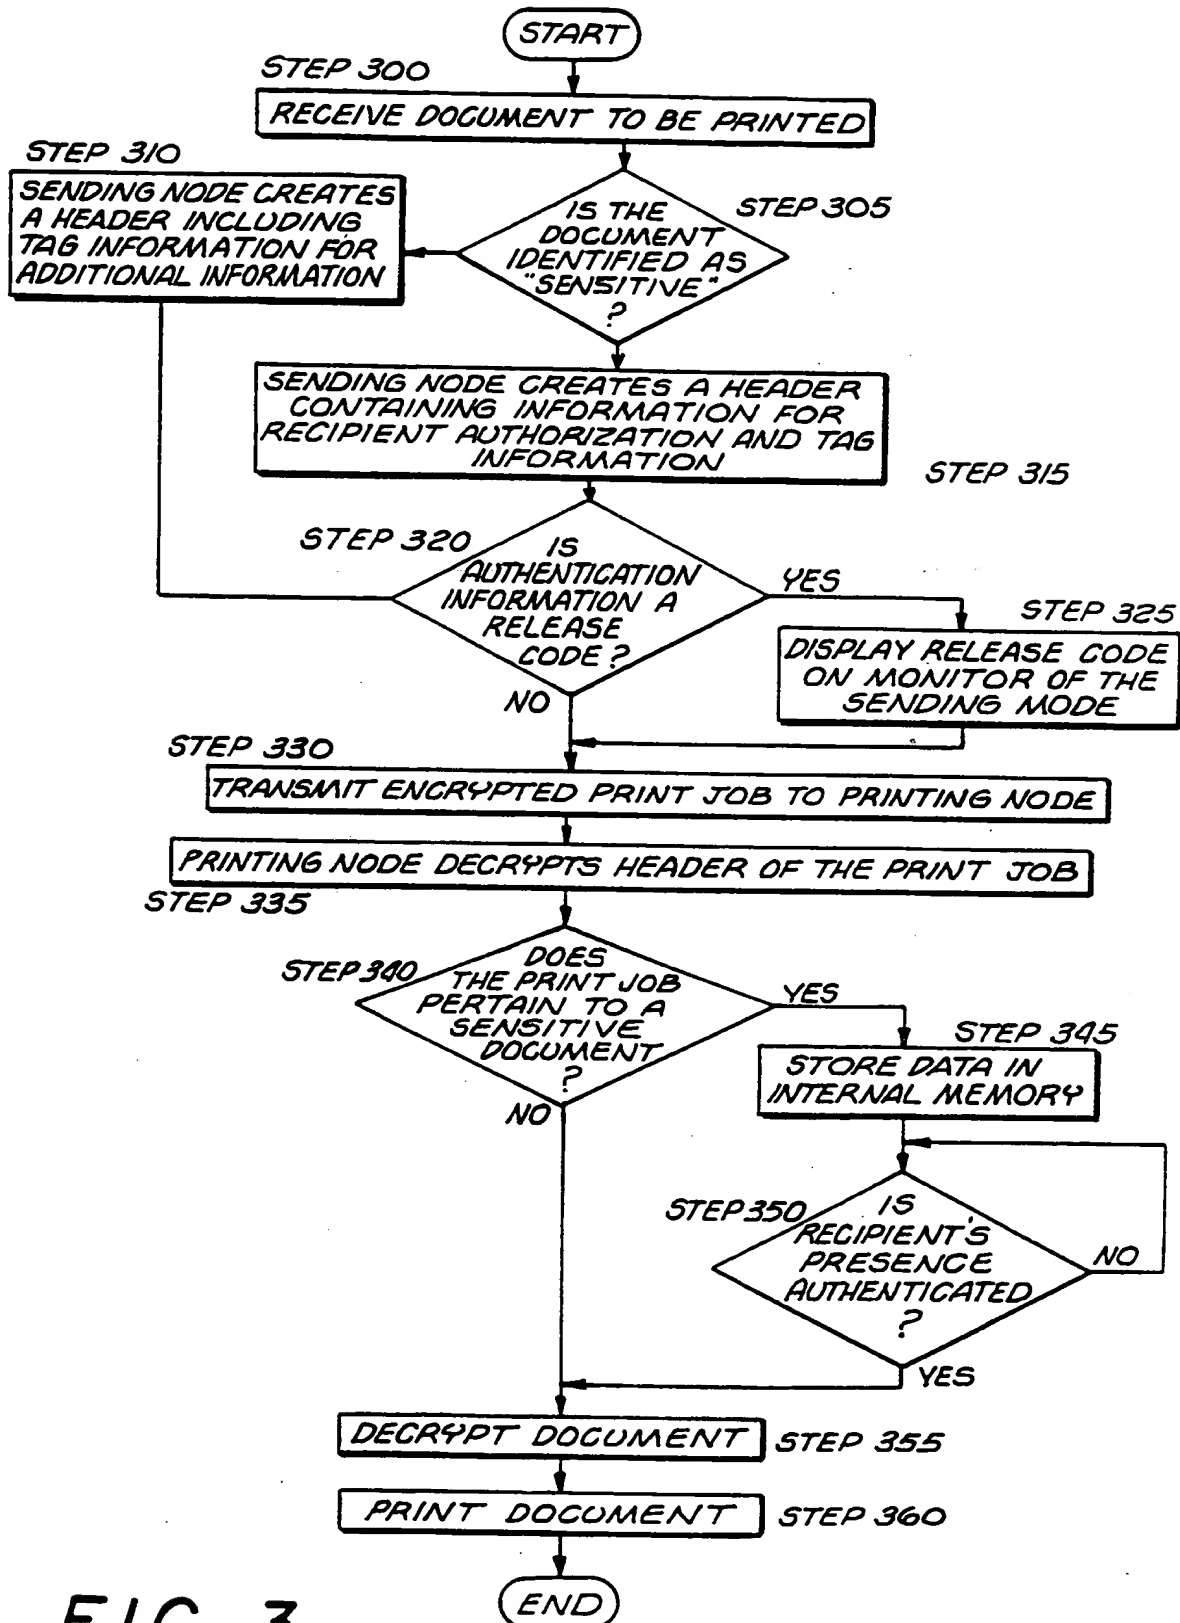 START
STEP 300
RECEIVE DOCUMENT TO BE PRINTED
STEP 310
SENDING NODE CREATES
A HEADER INCLUDING
TAG INFORMATION FOR
ADDITIONAL INFORMATION
IS THE
DOCUMENT
IDENTIFIED AS
"SENSITIVE"
?
STEP 305
SENDING NODE CREATES A HEADER
CONTAINING INFORMATION FOR
RECIPIENT AUTHORIZATION AND TAG
INFORMATION
STEP 315
STEP 320
IS
AUTHENTICATION
INFORMATION A
RELEASE
CODE?
YES
NO
STEP 325
DISPLAY RELEASE CODE
ON MONITOR OF THE
SENDING MODE
STEP 330
TRANSMIT ENCRYPTED PRINT JOB TO PRINTING NODE
PRINTING NODE DECRYPTS HEADER OF THE PRINT JOB
STEP 335
STEP 340
DOES
THE PRINT JOB
PERTAIN TO A
SENSITIVE
DOCUMENT
?
YES
NO
STEP 345
STORE DATA IN
INTERNAL MEMORY
STEP 350
IS
RECIPIENT'S
PRESENCE
AUTHENTICATED
?
NO
YES
DECRYPT DOCUMENT
STEP 355
PRINT DOCUMENT
STEP 360
END
FIG. 3